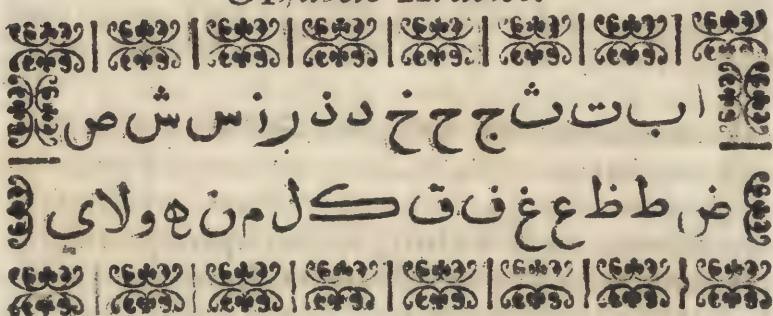 ا ب ت ث ج ح خ د ذ ر ز س ش ص
ض ط ظ ع غ ف ق ك ل م ن ه و لا ي